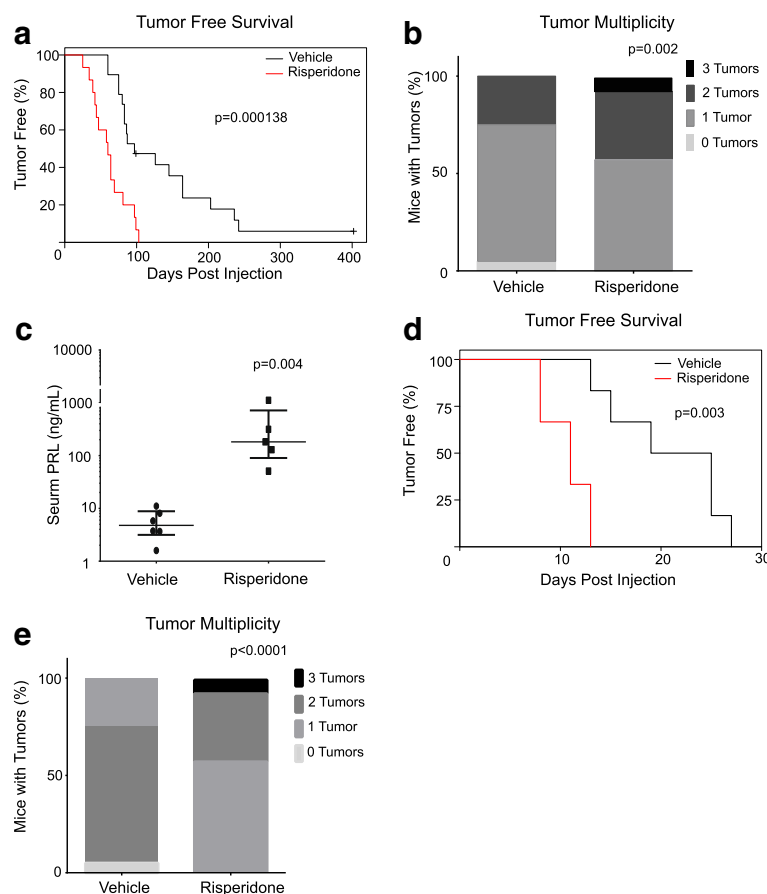 a
Tumor Free Survival
Tumor Free (%)
100
80
60
40
20
0
100
200
300
400
Days Post Injection
Vehicle
Risperidone
p=0.000138
b
Tumor Multiplicity
p=0.002
Mice with Tumors (%)
100
50
0
Vehicle
Risperidone
3 Tumors
2 Tumors
1 Tumor
0 Tumors
c
Seurm PRL (ng/mL)
10000
1000
100
10
1
p=0.004
Vehicle
Risperidone
d
Tumor Free Survival
Tumor Free (%)
100
75
50
25
0
10
20
30
Days Post Injection
Vehicle
Risperidone
p=0.003
e
Tumor Multiplicity
p<0.0001
Mice with Tumors (%)
100
50
0
Vehicle
Risperidone
3 Tumors
2 Tumors
1 Tumor
0 Tumors